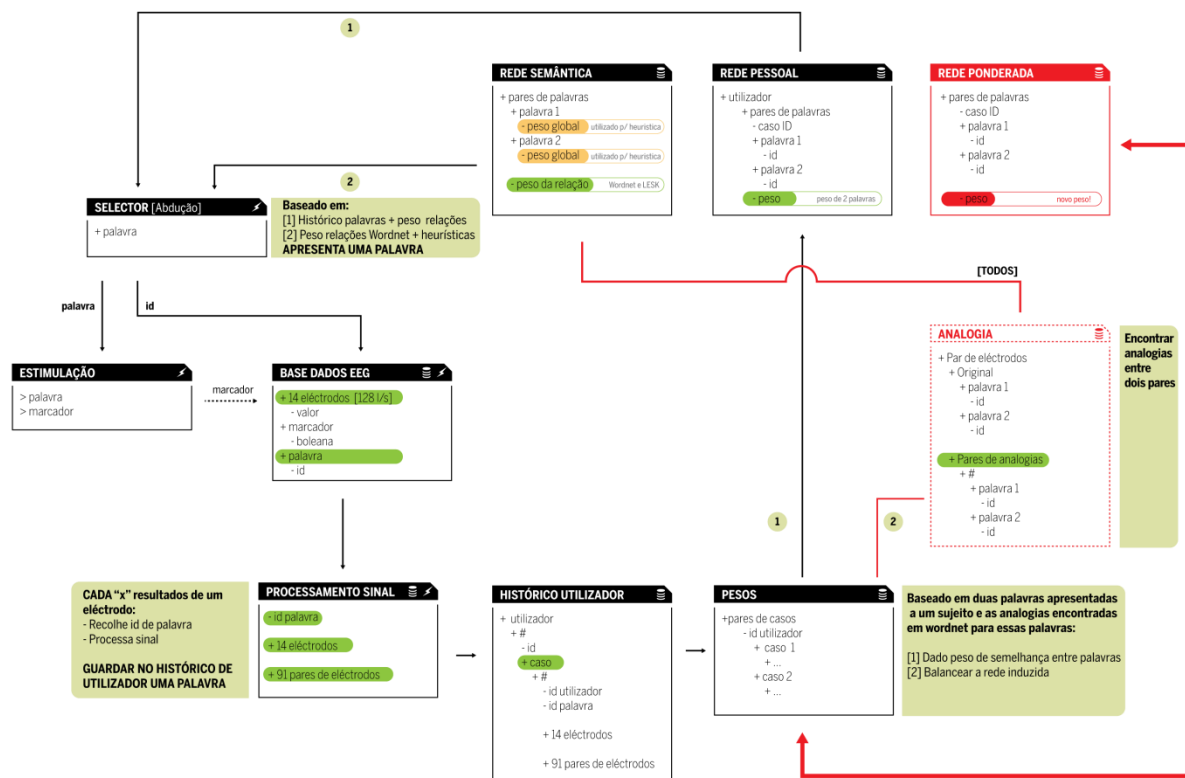 1
REDE SEMÂNTICA
+ pares de palavras
+ palavra 1
- peso global utilizado p/ heurística
+ palavra 2
- peso global utilizado p/ heurística
- peso da relação Wordnet e LESK
REDE PESSOAL
+ utilizador
+ pares de palavras
- caso ID
+ palavra 1
- id
+ palavra 2
- id
- peso peso de 2 palavras
REDE PONDERADA
+ pares de palavras
- caso ID
+ palavra 1
- id
+ palavra 2
- id
- peso novo peso!
2
SELECTOR [Abdução]
+ palavra
Baseado em:
[1] Histórico palavras + peso relações
[2] Peso relações Wordnet + heurísticas
APRESENTA UMA PALAVRA
[TODOS]
palavra
id
ESTIMULAÇÃO
> palavra
> marcador
marcador
BASE DADOS EEG
+ 14 eléctrodos [128 l/s]
- valor
+ marcador
- boleana
+ palavra
- id
ANALOGIA
+ Par de eléctrodos
+ Original
+ palavra 1
- id
+ palavra 2
- id
+ Pares de analogias
+ #
+ palavra 1
- id
+ palavra 2
- id
Encontrar
analogias
entre
dois pares
1
2
CADA “x” resultados de um
eléctrodo:
- Recolhe id de palavra
- Processa sinal
GUARDAR NO HISTÓRICO DE
UTILIZADOR UMA PALAVRA
PROCESSAMENTO SINAL
- id palavra
+ 14 eléctrodos
+ 91 pares de eléctrodos
HISTÓRICO UTILIZADOR
+ utilizador
+ #
- id
+ caso
+ #
- id utilizador
- id palavra
+ 14 eléctrodos
+ 91 pares de eléctrodos
PESOS
+pares de casos
- id utilizador
+ caso 1
+ ...
+ caso 2
+ ...
Baseado em duas palavras apresentadas
a um sujeito e as analogias encontradas
em wordnet para essas palavras:
[1] Dado peso de semelhança entre palavras
[2] Balancear a rede induzida